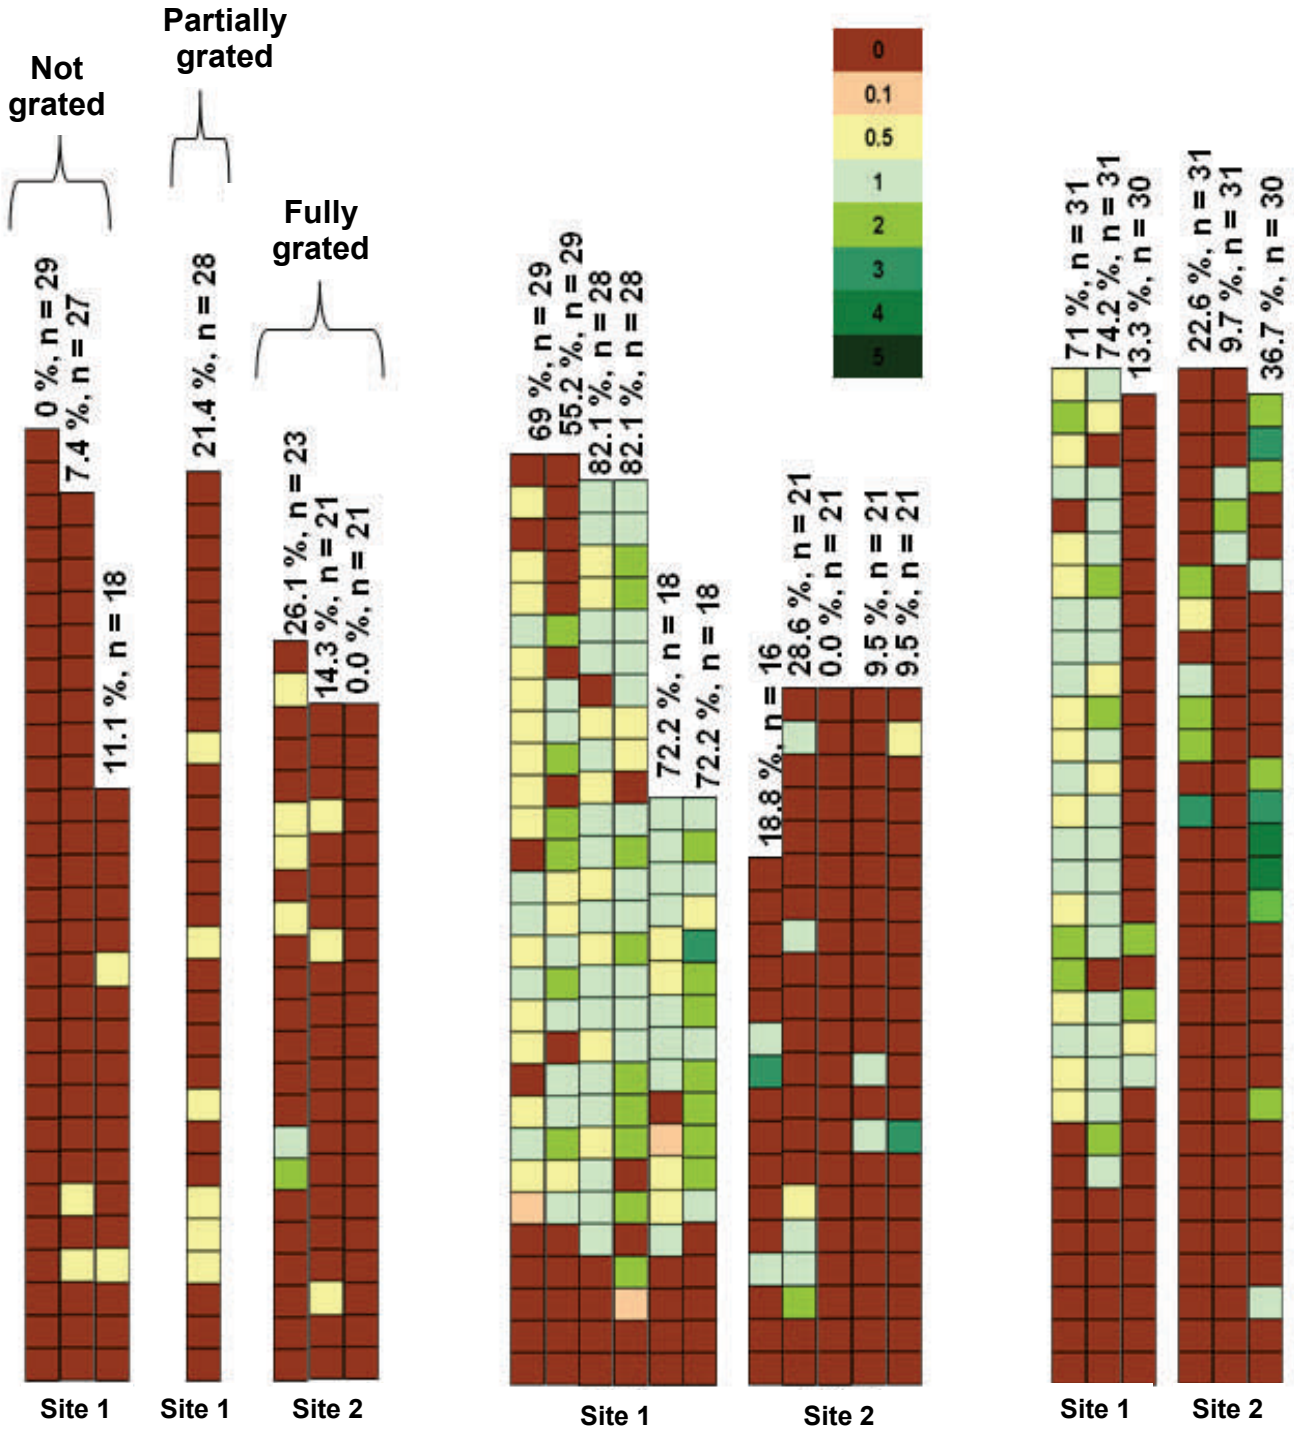 Partially
grated
Not
grated
Fully
grated
0
0.1
0.5
1
2
3
4
5
0 %, n = 29
7.4 %, n = 27
11.1 %, n = 18
21.4 %, n = 28
26.1 %, n = 23
14.3 %, n = 21
0.0 %, n = 21
69 %, n = 29
55.2 %, n = 29
82.1 %, n = 28
82.1 %, n = 28
72.2 %, n = 18
72.2 %, n = 18
18.8 %, n = 16
28.6 %, n = 21
0.0 %, n = 21
9.5 %, n = 21
9.5 %, n = 21
71 %, n = 31
74.2 %, n = 31
13.3 %, n = 30
22.6 %, n = 31
9.7 %, n = 31
36.7 %, n = 30
Site 1
Site 1
Site 2
Site 1
Site 2
Site 1
Site 2